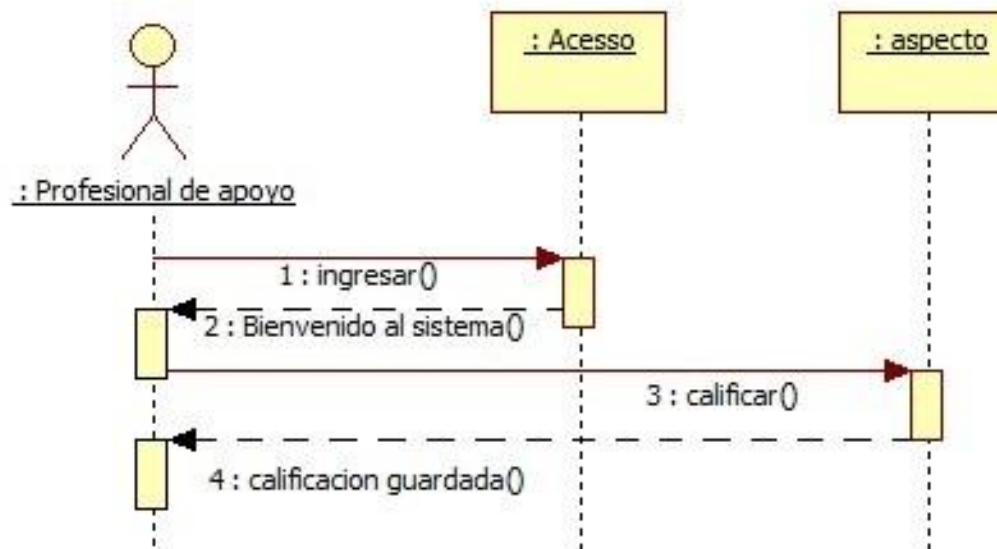 : Acesso
: aspecto
: Profesional de apoyo
1 : ingresar()
2 : Bienvenido al sistema()
3 : calificar()
4 : calificacion guardada()